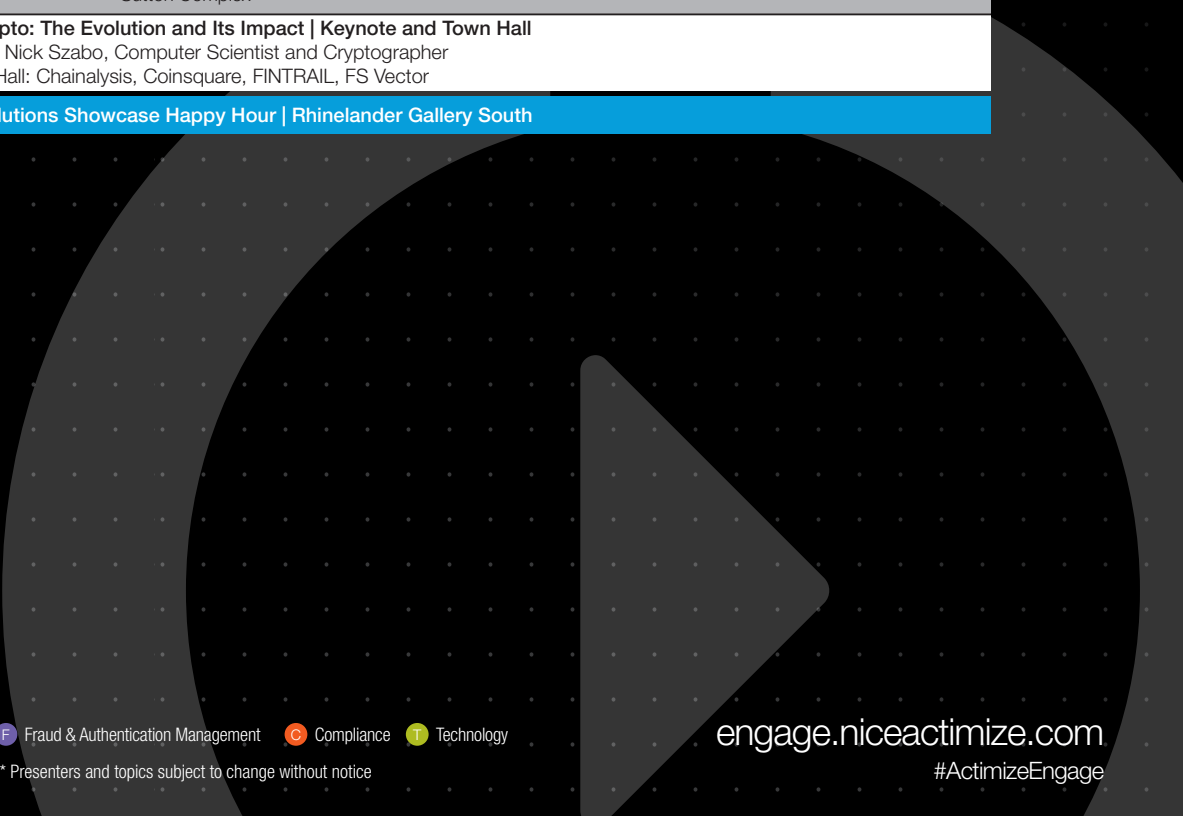 Sutton Complex
pto: The Evolution and Its Impact | Keynote and Town Hall
Nick Szabo, Computer Scientist and Cryptographer
Hall: Chainalysis, Coinsquare, FINTRAIL, FS Vector
lutions Showcase Happy Hour | Rhinelander Gallery South
F Fraud & Authentication Management C Compliance T Technology
* Presenters and topics subject to change without notice
engage.niceactimize.com
#ActimizeEngage